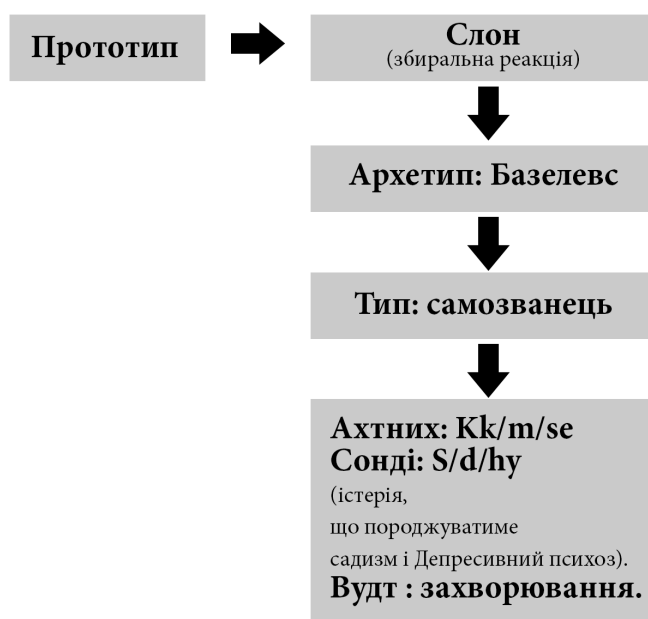 Прототип
Слон
(збиральна реакція)
Архетип: Базелевс
Тип: самозванець
Ахтних: Kk/m/se
Сонді: S/d/hy
(істерія,
що породжуватиме
садизм і Депресивний психоз).
Вудт : захворювання.